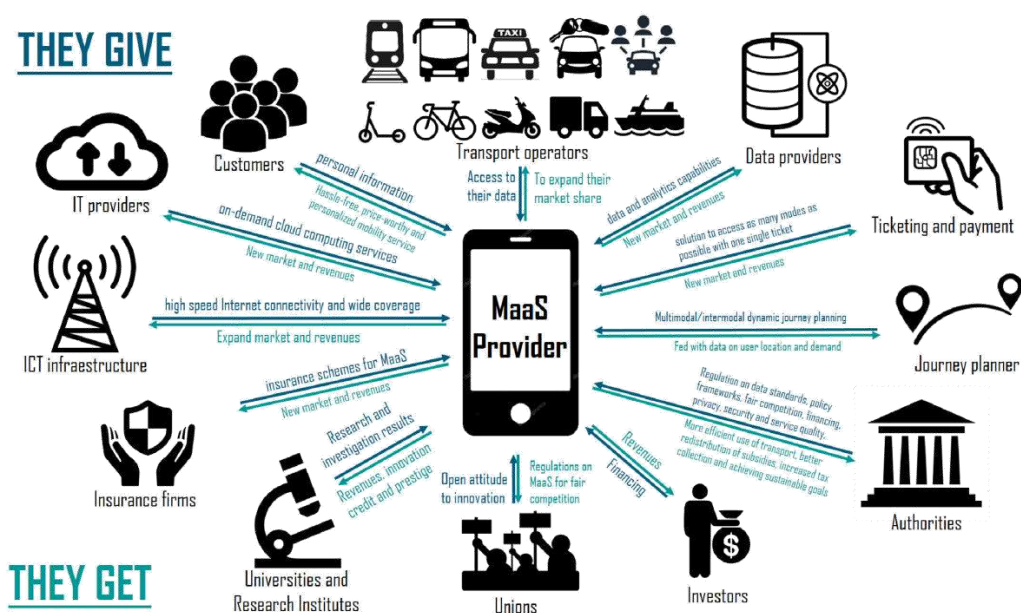 THEY GIVE
TAXI
Customers
Transport operators
Data providers
IT providers
Ticketing and payment
personal information
Hassle-free, price-worthy and
personalized mobility service
Access to
their data
To expand their
market share
data and analytics capabilities
New market and revenues
on-demand cloud computing services
New market and revenues
solution to access as many modes as
possible with one single ticket
New market and revenues
MaaS
Provider
high speed Internet connectivity and wide coverage
Expand market and revenues
ICT infraestructure
Multimodal/intermodal dynamic journey planning
Fed with data on user location and demand
Journey planner
insurance schemes for MaaS
New market and revenues
Insurance firms
Regulation on data standards, policy
frameworks, fair competition, financing,
privacy, security and service quality.
More efficient use of transport, better
redistribution of subsidies, increased tax
collection and achieving sustainable goals
Authorities
Research and
investigation results
Revenues, innovation
credit and prestige
Universities and
Research Institutes
Open attitude
to innovation
Regulations on
MaaS for fair
competition
Unions
Revenues
Financing
$
Investors
THEY GET